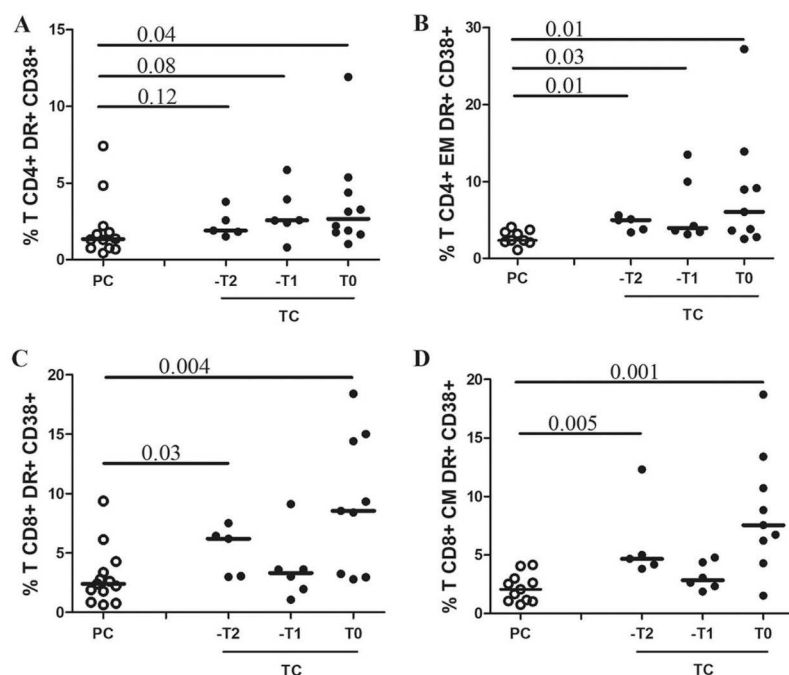 A
% T CD4+ DR+ CD38+
15
10
5
0
0.04
0.08
0.12
PC
-T2
-T1
T0
TC
B
% T CD4+ EM DR+ CD38+
30
20
10
0
0.01
0.03
0.01
PC
-T2
-T1
T0
TC
C
% T CD8+ DR+ CD38+
20
15
10
5
0
0.004
0.03
PC
-T2
-T1
T0
TC
D
% T CD8+ CM DR+ CD38+
20
15
10
5
0
0.001
0.005
PC
-T2
-T1
T0
TC